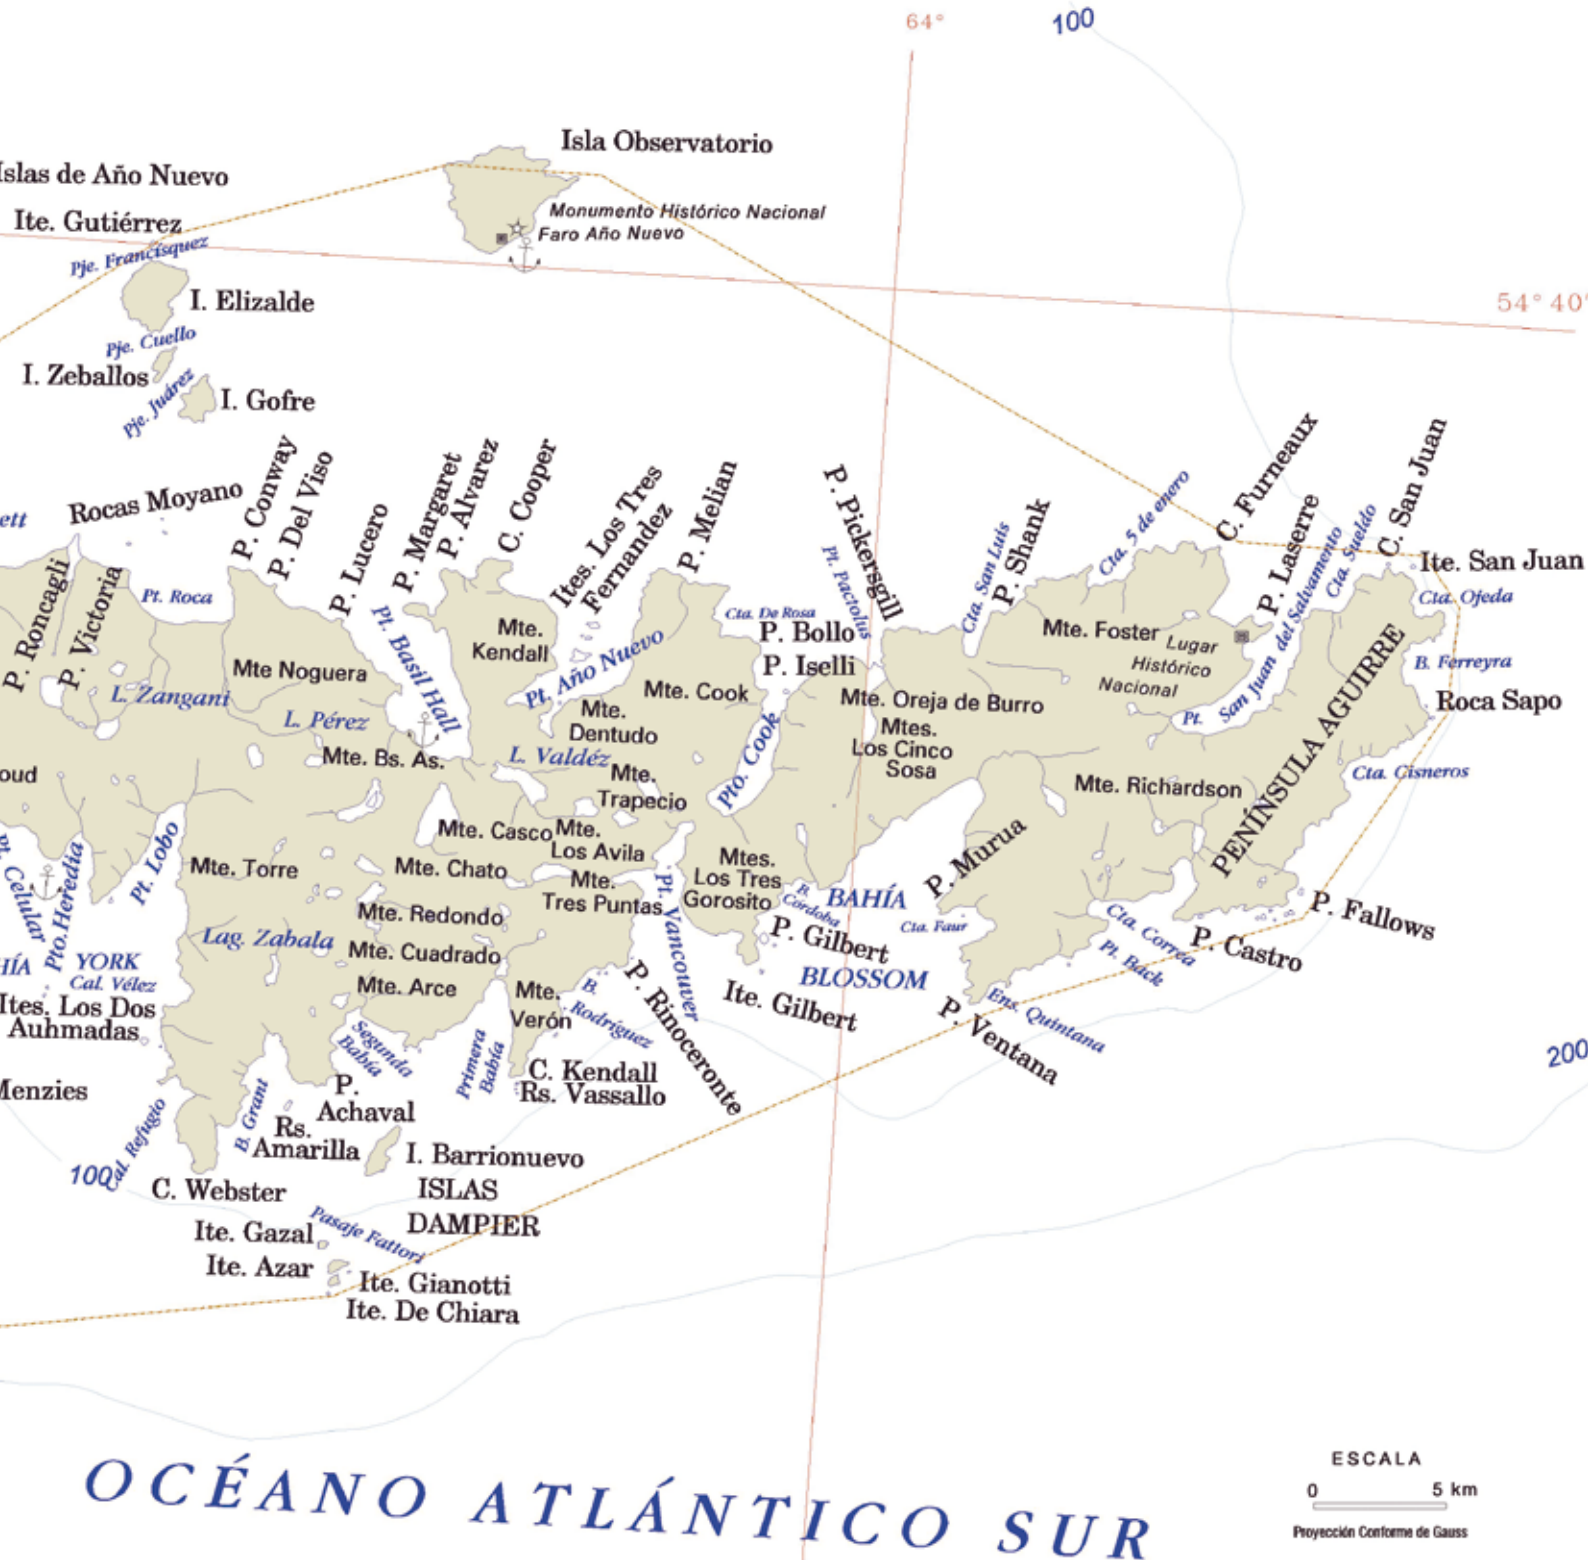 64°
100
Isla Observatorio
Islas de Año Nuevo
Ite. Gutiérrez
Monumento Histórico Nacional
Faro Año Nuevo
Pje. Francisquez
I. Elizalde
54° 40'
Pje. Cuello
I. Zeballos
Pje. Juárez
I. Gofre
ett
Rocas Moyano
P. Conway
P. Del Viso
P. Lucero
P. Margaret
P. Alvarez
C. Cooper
Ites. Los Tres
Fernandez
P. Melian
P. Pickersgill
Pt. Pactolus
Cta. San Luis
P. Shank
Cta. 5 de enero
C. Furneaux
P. Laserre
Pt. San Juan del Salvamento
Cta. Sueldo
C. San Juan
Ite. San Juan
Cta. Ojeda
P. Roncagli
P. Victoria
Pt. Roca
Pt. Basil Hall
Mte.
Kendall
Pt. Año Nuevo
Cta. De Rosa
P. Bollo
P. Iselli
Mte. Foster
Lugar
Histórico
Nacional
B. Ferreyra
Roca Sapo
Mte Noguera
L. Zangani
L. Pérez
Mte. Cook
Mte. Oreja de Burro
Mte.
Dentudo
Mtes.
Los Cinco
Sosa
PENÍNSULA AGUIRRE
oud
Mte. Bs. As.
L. Valdéz
Mte.
Trapecio
Pto. Cook
Mte. Richardson
Cta. Cisneros
Mte. Casco
Mte.
Los Avila
Pt. Celular
Pto. Heredia
Pt. Lobo
Mte. Torre
Mte. Chato
Mte.
Tres Puntas
Pt. Vancouver
Mtes.
Los Tres
Gorosito
B.
Cordoba
BAHÍA
BLOSSOM
P. Murua
Cta. Faur
P. Gilbert
Ite. Gilbert
Cta. Correa
Pt. Back
P. Castro
P. Fallows
Mte. Redondo
Lag. Zabala
Mte. Cuadrado
HÍA YORK
Cal. Vélez
Mte. Arce
Mte.
Verón
B.
Rodríguez
P. Rinoceronte
P. Ventana
Ens. Quintana
Ites. Los Dos
Auhmadas
Segunda
Bahía
Primera
Bahía
C. Kendall
Rs. Vassallo
200
Menzies
P.
Achaval
B. Grant
Rs.
Amarilla
Cal. Refugio
100
I. Barrionuevo
C. Webster
ISLAS
DAMPIER
Ite. Gazal
Pasaje Fattori
Ite. Azar
Ite. Gianotti
Ite. De Chiara
OCÉANO ATLÁNTICO SUR
ESCALA
0 5 km
Proyección Conforme de Gauss